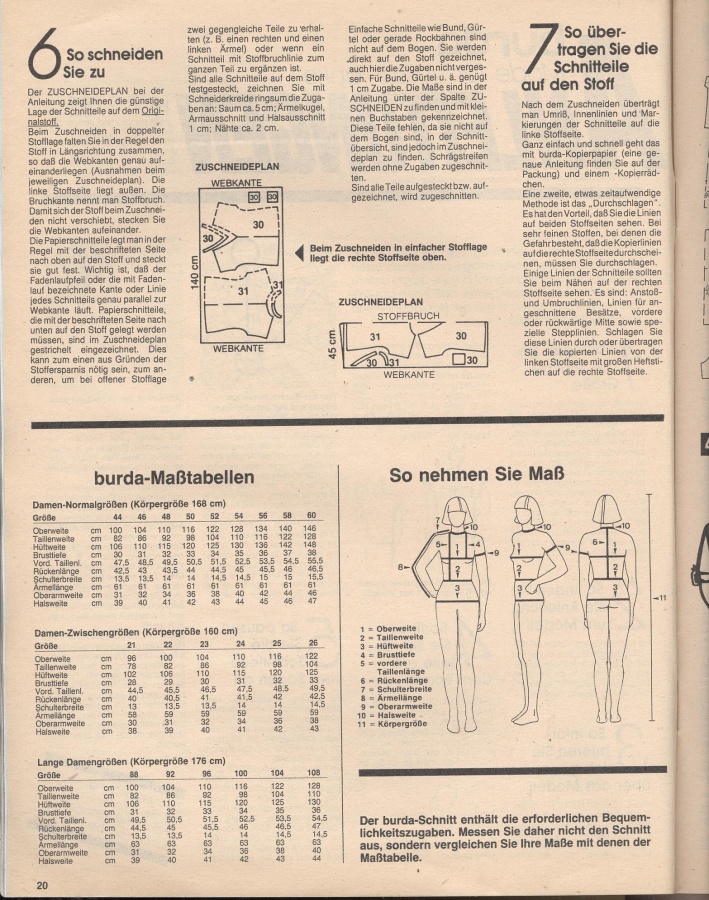 6 So schneiden
Sie zu
Der ZUSCHNEIDEPLAN bei der
Anleitung zeigt Ihnen die günstige
Lage der Schnitteile auf dem Origi-
nalstoff.
Beim Zuschneiden in doppelter
Stofflage falten Sie in der Regel den
Stoff in Längsrichtung zusammen,
so daß die Webkanten genau auf-
einanderliegen (Ausnahmen beim
jeweiligen Zuschneideplan). Die
linke Stoffseite liegt außen. Die
Bruchkante nennt man Stoffbruch.
Damit sich der Stoff beim Zuschnei-
den nicht verschiebt, stecken Sie
die Webkanten aufeinander.
Die Papierschnitteile legt man in der
Regel mit der beschrifteten Seite
nach oben auf den Stoff und steckt
sie gut fest. Wichtig ist, daß der
Fadenlaufpfeil oder die mit Faden-
lauf bezeichnete Kante oder Linie
jedes Schnitteils genau parallel zur
Webkante läuft. Papierschnitteile,
die mit der beschrifteten Seite nach
unten auf den Stoff gelegt werden
müssen, sind im Zuschneideplan
gestrichelt eingezeichnet. Dies
kann zum einen aus Gründen der
Stoffersparnis nötig sein, zum an-
deren, um bei offener Stofflage
zwei gegengleiche Teile zu erhal-
ten (z. B. einen rechten und einen
linken Ärmel) oder wenn ein
Schnitteil mit Stoffbruchlinie zum
ganzen Teil zu ergänzen ist.
Sind alle Schnitteile auf dem Stoff
festgesteckt, zeichnen Sie mit
Schneiderkreide ringsum die Zuga-
ben an: Saum ca. 5 cm; Ärmelkugel,
Armausschnitt und Halsausschnitt
1 cm; Nähte ca. 2 cm.
ZUSCHNEIDEPLAN
WEBKANTE
30 30
30
30
140 cm
31 31
WEBKANTE
Einfache Schnitteile wie Bund, Gür-
tel oder gerade Rockbahnen sind
nicht auf dem Bogen. Sie werden
direkt auf den Stoff gezeichnet,
auch hier die Zugaben nicht verges-
sen. Für Bund, Gürtel u. ä. genügt
1 cm Zugabe. Die Maße sind in der
Anleitung unter der Spalte ZU-
SCHNEIDEN zu finden und mit klei-
nen Buchstaben gekennzeichnet.
Diese Teile fehlen, da sie nicht auf
dem Bogen sind, in der Schnitt-
übersicht, sind jedoch im Zuschnei-
deplan zu finden. Schrägstreifen
werden ohne Zugaben zugeschnit-
ten.
Sind alle Teile aufgesteckt bzw. auf-
gezeichnet, wird zugeschnitten.
Beim Zuschneiden in einfacher Stofflage
liegt die rechte Stoffseite oben.
ZUSCHNEIDEPLAN
STOFFBRUCH
45 cm
31 30
30 31 30
WEBKANTE
7 So über-
tragen Sie die
Schnitteile
auf den Stoff
Nach dem Zuschneiden überträgt
man Umriß, Innenlinien und Mar-
kierungen der Schnitteile auf die
linke Stoffseite.
Ganz einfach und schnell geht das
mit burda-Kopierpapier (eine ge-
naue Anleitung finden Sie auf der
Packung) und einem Kopierräd-
chen.
Eine zweite, etwas zeitaufwendige
Methode ist das „Durchschlagen“.
Es hat den Vorteil, daß Sie die Linien
auf beiden Stoffseiten sehen. Bei
sehr feinen Stoffen, bei denen die
Gefahr besteht, daß die Kopierlinien
auf die rechte Stoffseite durchschei-
nen, müssen Sie durchschlagen.
Einige Linien der Schnitteile sollten
Sie beim Nähen auf der rechten
Stoffseite sehen. Es sind: Anstoß-
und Umbruchlinien, Linien für an-
geschnittene Besätze, vordere
oder rückwärtige Mitte sowie spe-
zielle Stepplinien. Schlagen Sie
diese Linien durch oder übertragen
Sie die kopierten Linien von der
linken Stoffseite mit großen Heftsti-
chen auf die rechte Stoffseite.
burda-Maßtabellen
Damen-Normalgrößen (Körpergröße 168 cm)
Größe 44 46 48 50 52 54 56 58 60
Oberweite cm 100 104 110 116 122 128 134 140 146
Taillenweite cm 82 86 92 98 104 110 116 122 128
Hüftweite cm 106 110 115 120 125 130 136 142 148
Brusttiefe cm 30 31 32 33 34 35 36 37 38
Vord. Taillenl. cm 47,5 48,5 49,5 50,5 51,5 52,5 53,5 54,5 55,5
Rückenlänge cm 42,5 43 43,5 44 44,5 45 45,5 46 46,5
Schulterbreite cm 13,5 13,5 14 14 14,5 14,5 15 15 15,5
Ärmellänge cm 61 61 61 61 61 61 61 61 61
Oberarmweite cm 31 32 34 36 38 40 42 44 46
Halsweite cm 39 40 41 42 43 44 45 46 47
Damen-Zwischengrößen (Körpergröße 160 cm)
Größe 21 22 23 24 25 26
Oberweite cm 96 100 104 110 116 122
Taillenweite cm 78 82 86 92 98 104
Hüftweite cm 102 106 110 115 120 125
Brusttiefe cm 28 29 30 31 32 33
Vord. Taillenl. cm 44,5 45,5 46,5 47,5 48,5 49,5
Rückenlänge cm 40 40,5 41 41,5 42 42,5
Schulterbreite cm 13 13,5 13,5 14 14 14,5
Ärmellänge cm 58 59 59 59 59 59
Oberarmweite cm 30 31 32 34 36 38
Halsweite cm 38 39 40 41 42 43
Lange Damengrößen (Körpergröße 176 cm)
Größe 88 92 96 100 104 108
Oberweite cm 100 104 110 116 122 128
Taillenweite cm 82 86 92 98 104 110
Hüftweite cm 106 110 115 120 125 130
Brusttiefe cm 31 32 33 34 35 36
Vord. Taillenl. cm 49,5 50,5 51,5 52,5 53,5 54,5
Rückenlänge cm 44,5 45 45,5 46 46,5 47
Schulterbreite cm 13,5 13,5 14 14 14,5 14,5
Ärmellänge cm 63 63 63 63 63 63
Oberarmweite cm 31 32 34 36 38 40
Halsweite cm 39 40 41 42 43 44
20
So nehmen Sie Maß
7 10 10 10
5 1 4 9 1 9 6
8 2 2 2
3 3 3
11
1 = Oberweite
2 = Taillenweite
3 = Hüftweite
4 = Brusttiefe
5 = vordere
Taillenlänge
6 = Rückenlänge
7 = Schulterbreite
8 = Ärmellänge
9 = Oberarmweite
10 = Halsweite
11 = Körpergröße
Der burda-Schnitt enthält die erforderlichen Bequem-
lichkeitszugaben. Messen Sie daher nicht den Schnitt
aus, sondern vergleichen Sie Ihre Maße mit denen der
Maßtabelle.